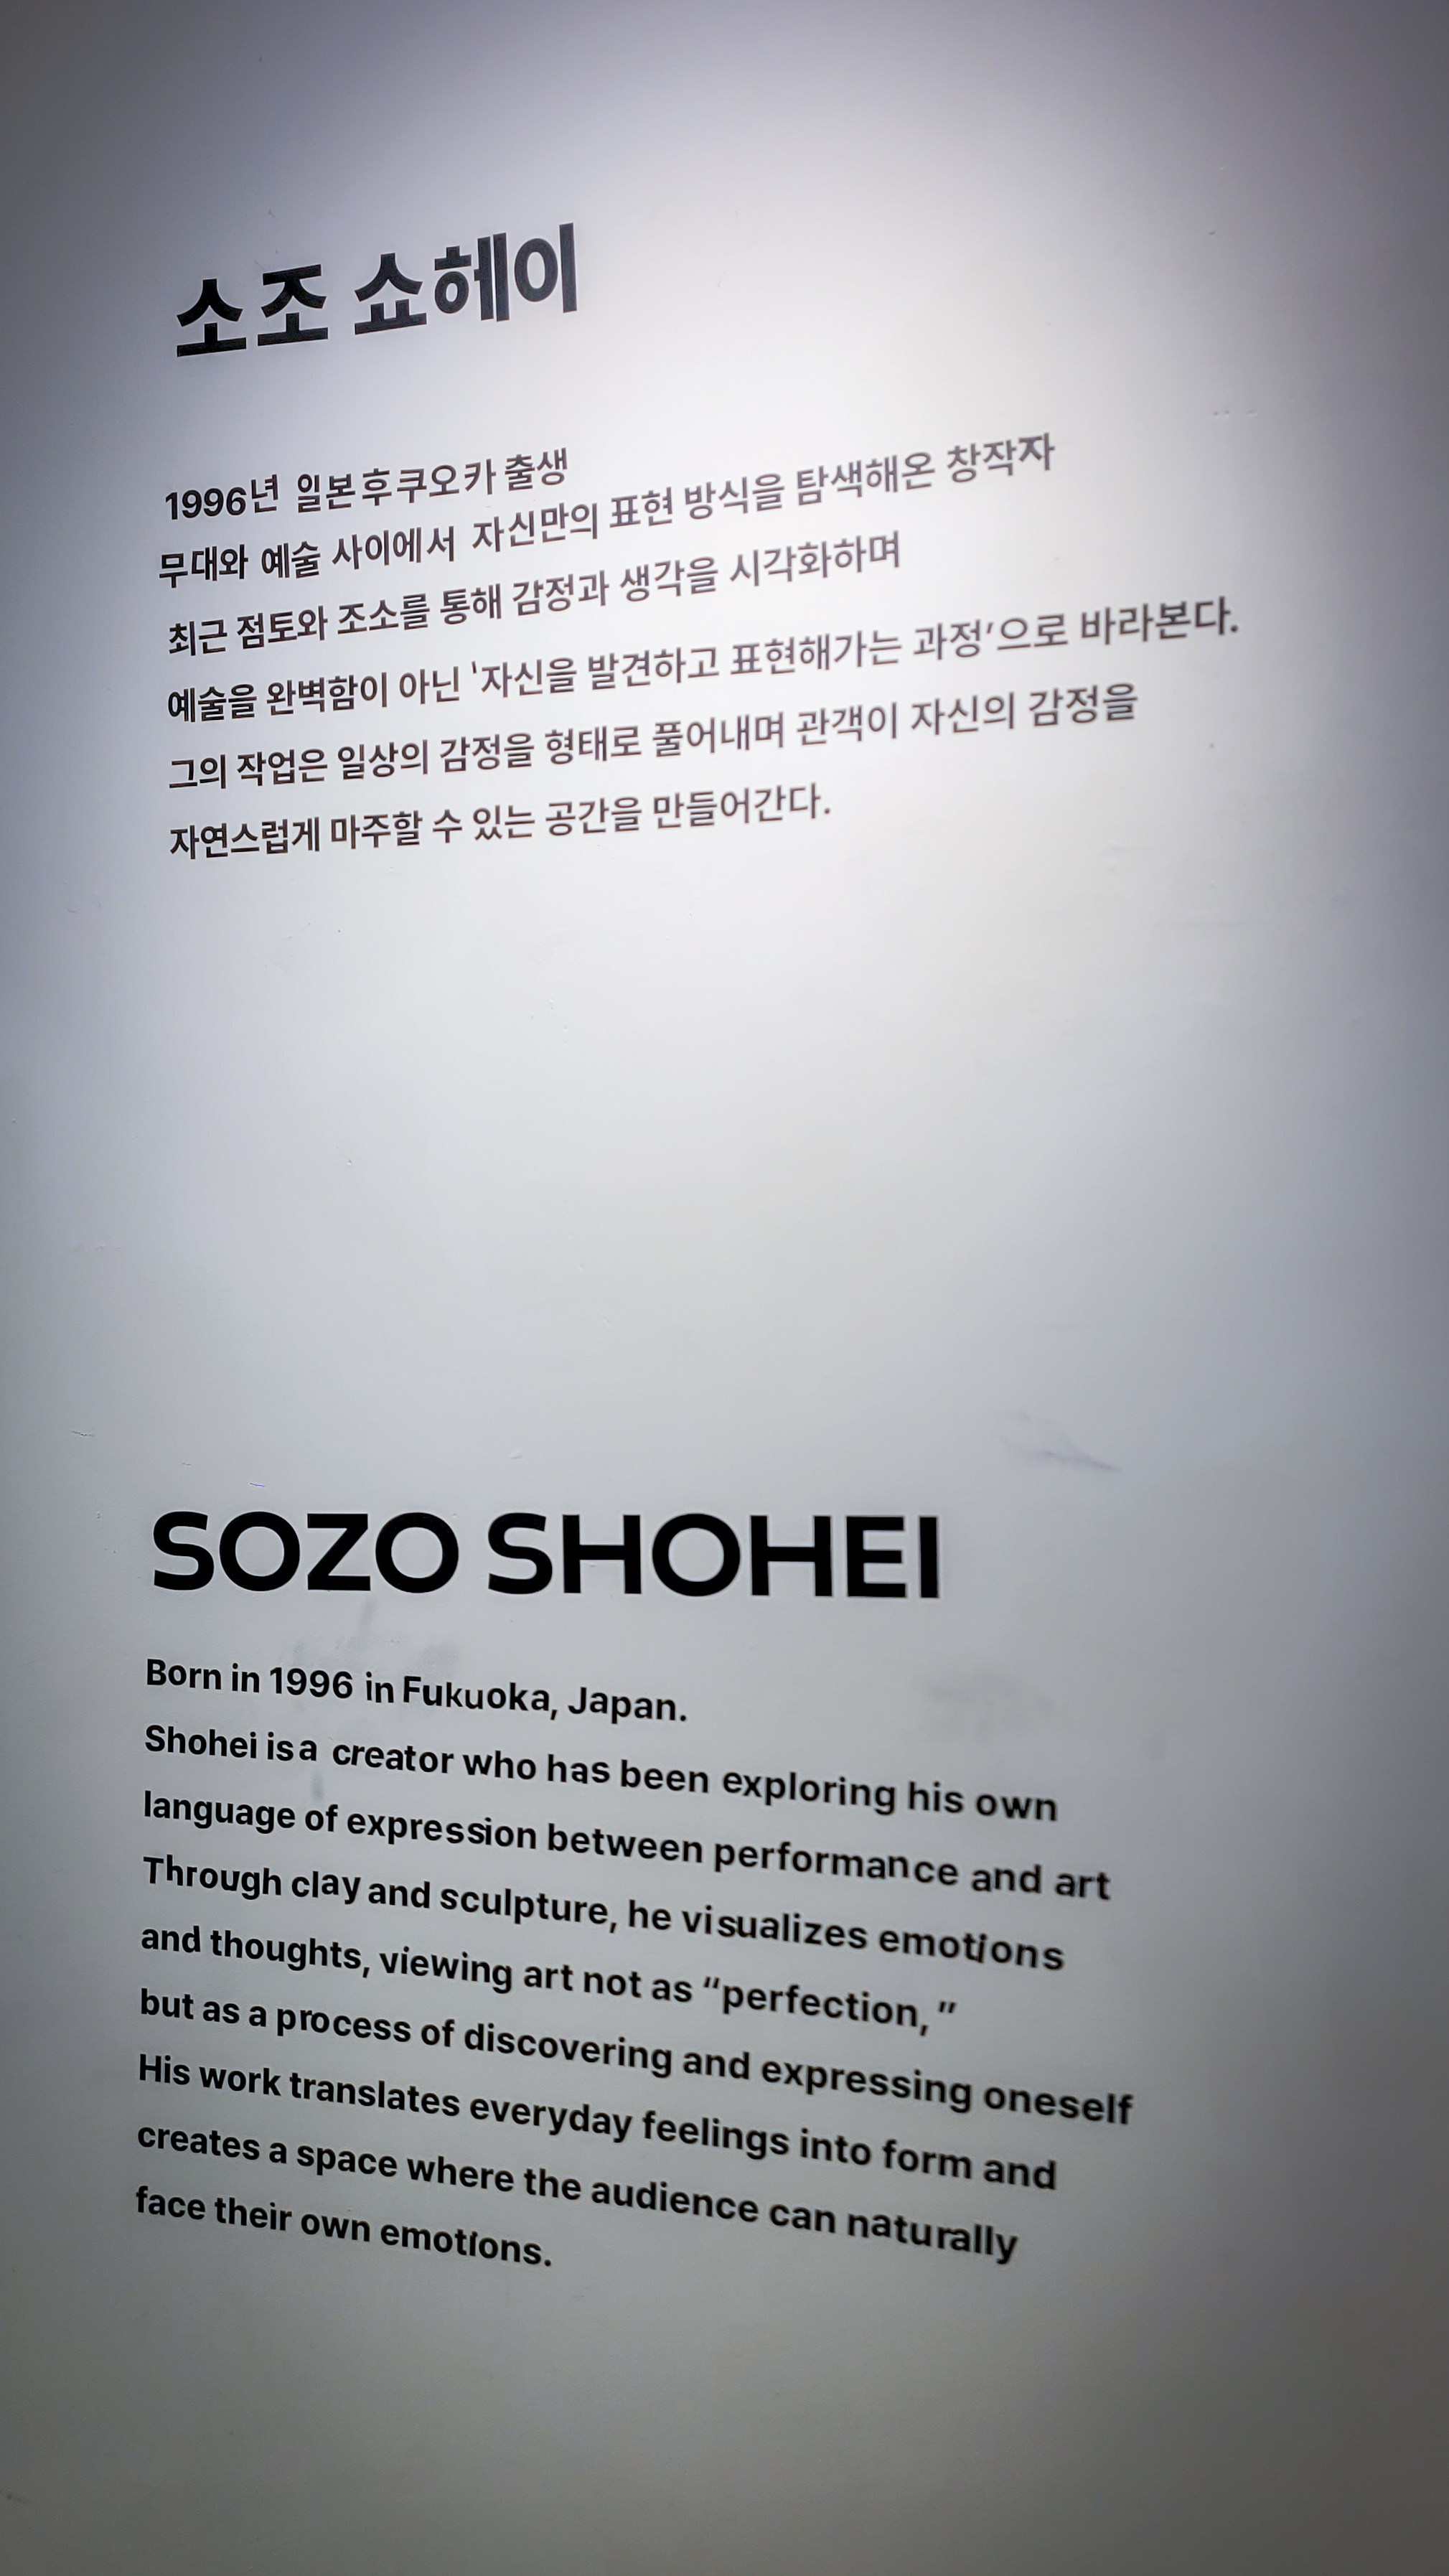 소조 쇼헤이
1996년 일본 후쿠오카 출생
무대와 예술 사이에서 자신만의 표현 방식을 탐색해온 창작자
최근 점토와 조소를 통해 감정과 생각을 시각화하며
예술을 완벽함이 아닌 '자신을 발견하고 표현해가는 과정'으로 바라본다.
그의 작업은 일상의 감정을 형태로 풀어내며 관객이 자신의 감정을
자연스럽게 마주할 수 있는 공간을 만들어간다.
SOZO SHOHEI
Born in 1996 in Fukuoka, Japan.
Shohei is a creator who has been exploring his own
language of expression between performance and art
Through clay and sculpture, he visualizes emotions
and thoughts, viewing art not as “perfection,”
but as a process of discovering and expressing oneself
His work translates everyday feelings into form and
creates a space where the audience can naturally
face their own emotions.